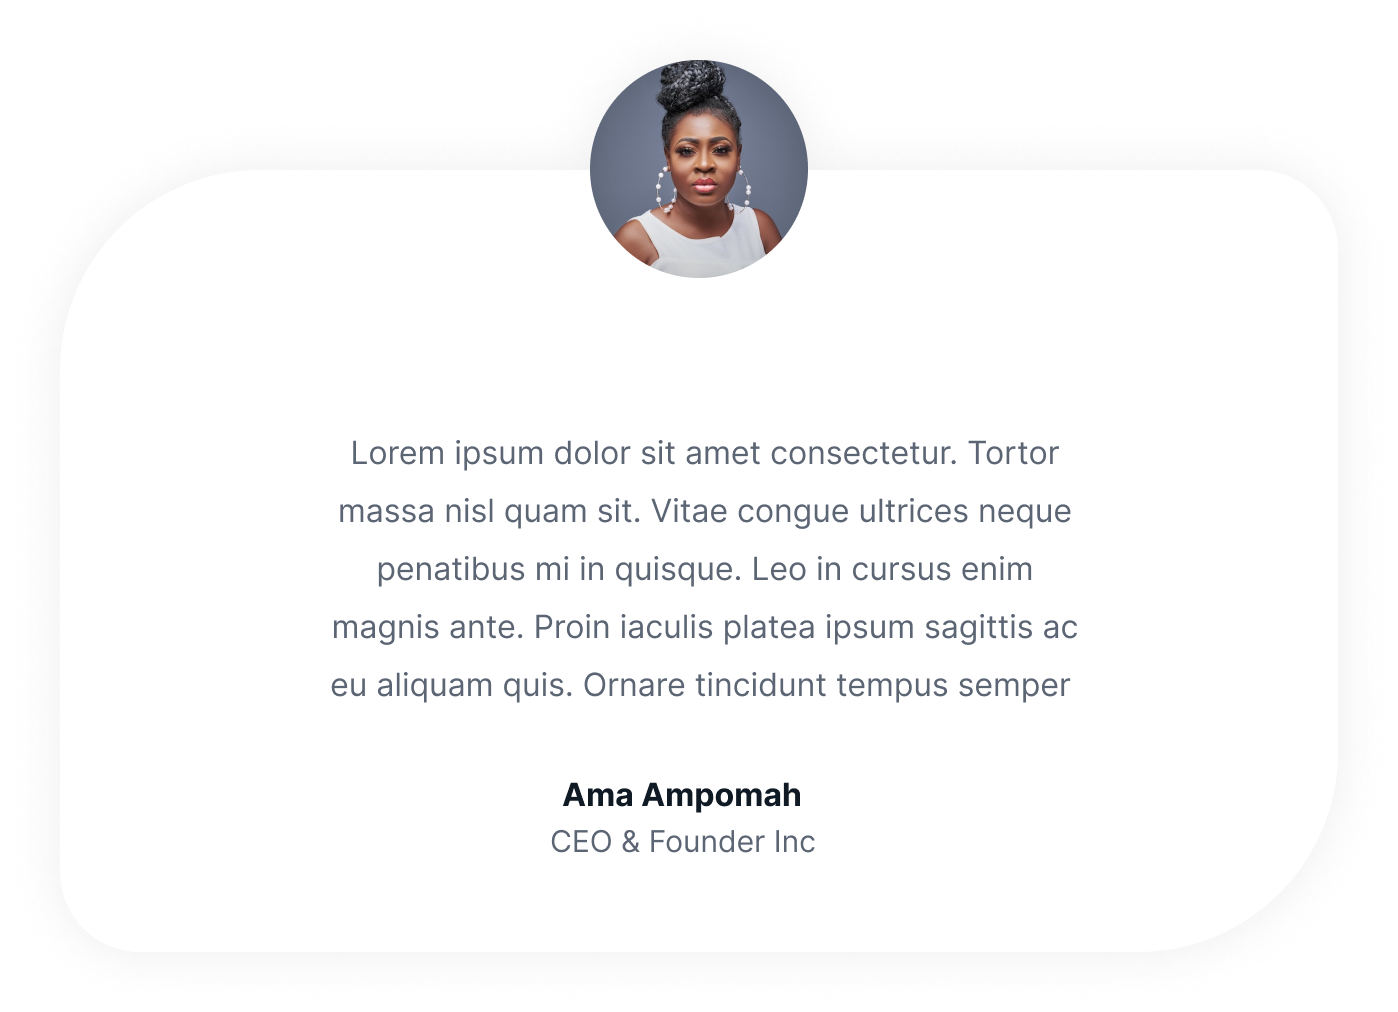 Lorem ipsum dolor sit amet consectetur. Tortor
massa nisl quam sit. Vitae congue ultrices neque
penatibus mi in quisque. Leo in cursus enim
magnis ante. Proin iaculis platea ipsum sagittis ac
eu aliquam quis. Ornare tincidunt tempus semper
Ama Ampomah
CEO & Founder Inc